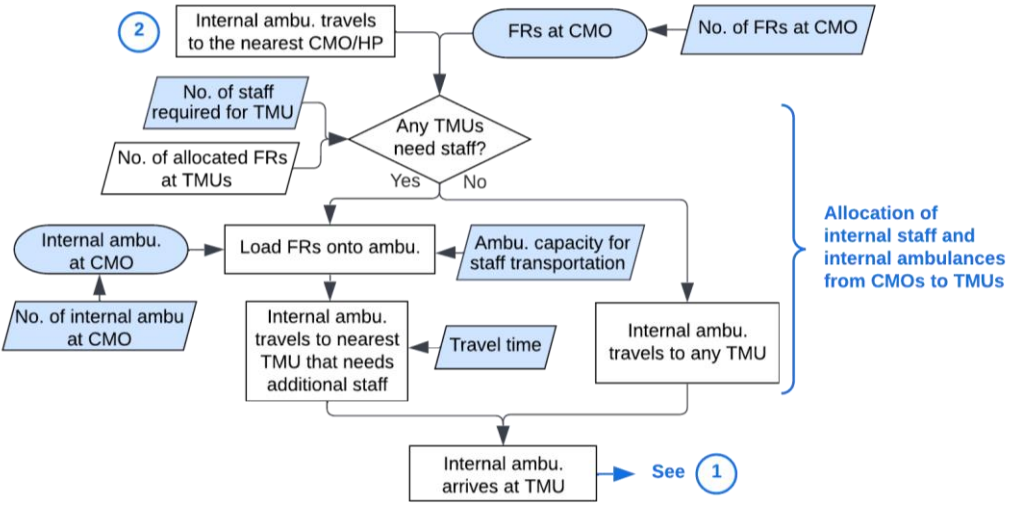 2
Internal ambu. travels
to the nearest CMO/HP
FRs at CMO
No. of FRs at CMO
No. of staff
required for TMU
Any TMUs
need staff?
No. of allocated FRs
at TMUs
Yes
No
Internal ambu.
at CMO
Load FRs onto ambu.
Ambu. capacity for
staff transportation
Allocation of
internal staff and
internal ambulances
from CMOs to TMUs
No. of internal ambu
at CMO
Internal ambu.
travels to nearest
TMU that needs
additional staff
Travel time
Internal ambu.
travels to any TMU
Internal ambu.
arrives at TMU
See
1